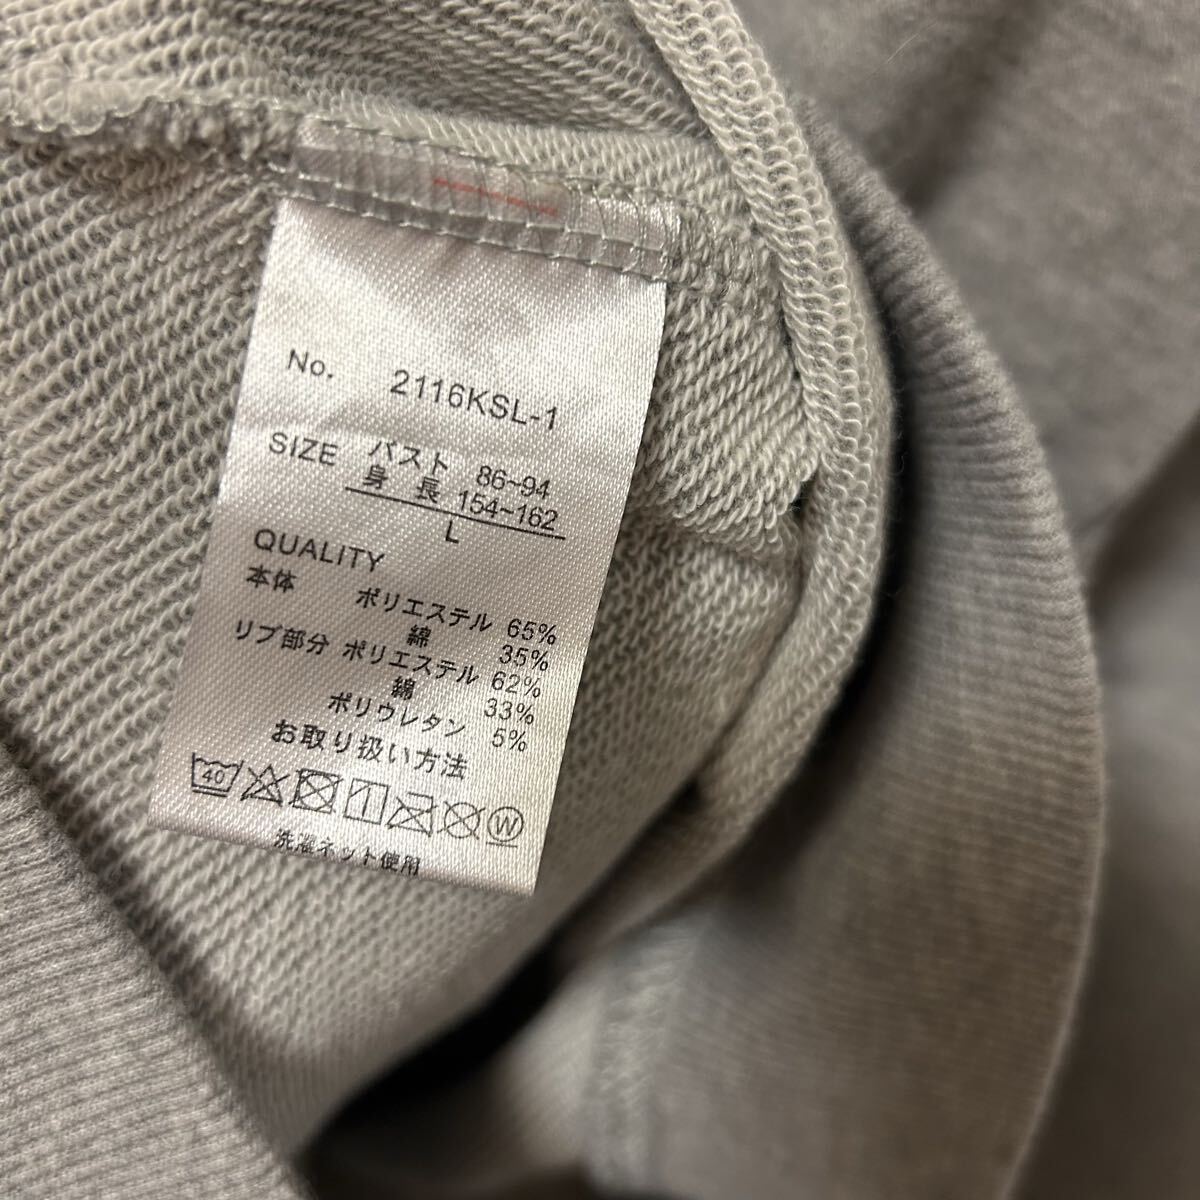 No. 2116KSL-1
SIZE バスト 86~94
身長 154~162
L
QUALITY
本体 ポリエステル 65%
綿 35%
リブ部分 ポリエステル 62%
綿 33%
ポリウレタン 5%
お取り扱い方法
40 W
洗濯ネット使用